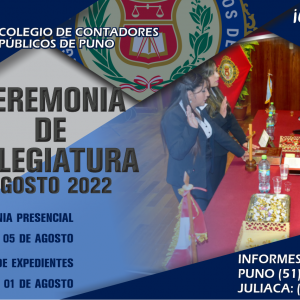 COLEGIO DE CONTADORES
PÚBLICOS DE PUNO
EREMONIA
DE
LEGIATURA
GOSTO 2022
NIA PRESENCIAL
05 DE AGOSTO
DE EXPEDIENTES
01 DE AGOSTO
INFORMES
PUNO (51)
JULIACA: (